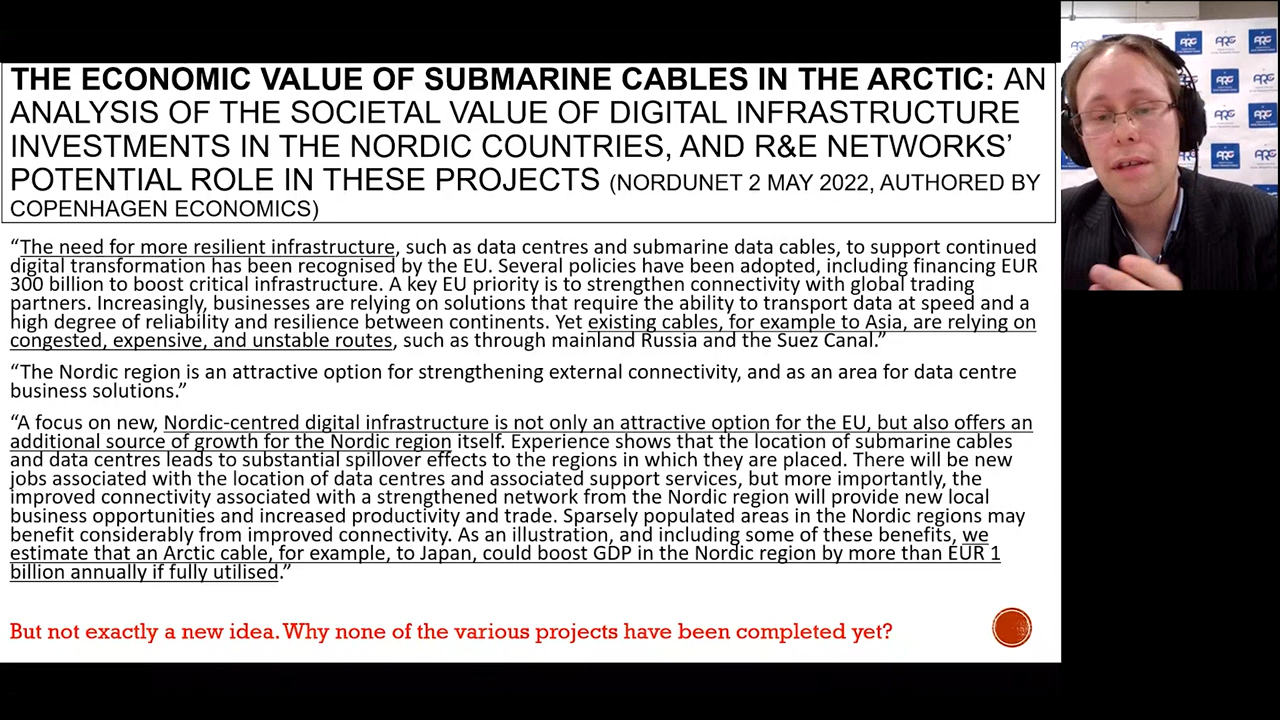 THE ECONOMIC VALUE OF SUBMARINE CABLES IN THE ARCTIC: AN
ANALYSIS OF THE SOCIETAL VALUE OF DIGITAL INFRASTRUCTURE
INVESTMENTS IN THE NORDIC COUNTRIES, AND R&E NETWORKS’
POTENTIAL ROLE IN THESE PROJECTS (NORDUNET 2 MAY 2022, AUTHORED BY
COPENHAGEN ECONOMICS)
“The need for more resilient infrastructure, such as data centres and submarine data cables, to support continued
digital transformation has been recognised by the EU. Several policies have been adopted, including financing EUR
300 billion to boost critical infrastructure. A key EU priority is to strengthen connectivity with global trading
partners. Increasingly, businesses are relying on solutions that require the ability to transport data at speed and a
high degree of reliability and resilience between continents. Yet existing cables, for example to Asia, are relying on
congested, expensive, and unstable routes, such as through mainland Russia and the Suez Canal.”
“The Nordic region is an attractive option for strengthening external connectivity, and as an area for data centre
business solutions.”
“A focus on new, Nordic-centred digital infrastructure is not only an attractive option for the EU, but also offers an
additional source of growth for the Nordic region itself. Experience shows that the location of submarine cables
and data centres leads to substantial spillover effects to the regions in which they are placed. There will be new
jobs associated with the location of data centres and associated support services, but more importantly, the
improved connectivity associated with a strengthened network from the Nordic region will provide new local
business opportunities and increased productivity and trade. Sparsely populated areas in the Nordic regions may
benefit considerably from improved connectivity. As an illustration, and including some of these benefits, we
estimate that an Arctic cable, for example, to Japan, could boost GDP in the Nordic region by more than EUR 1
billion annually if fully utilised.”
But not exactly a new idea. Why none of the various projects have been completed yet?
ARC
ARC
ARC
ARC
ARC
ARC